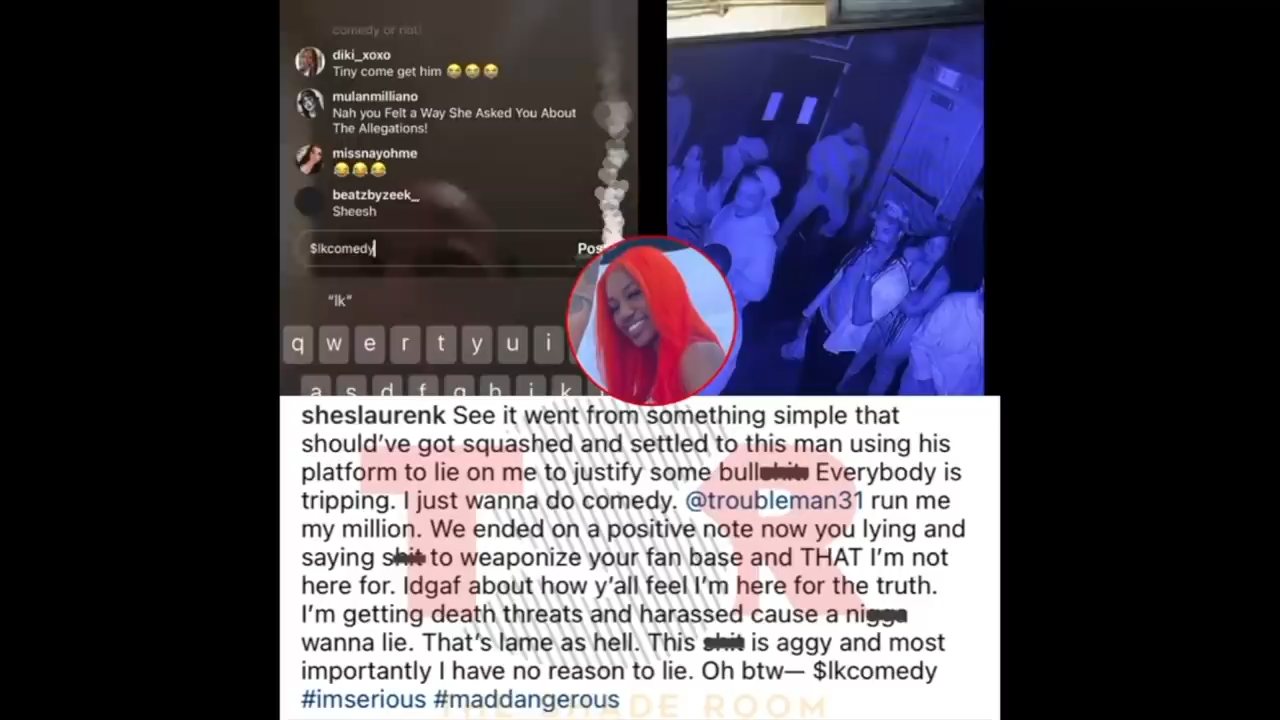 comedy or not!
diki_xoxo
Tiny come get him 😂 😂 😂
mulanmilliano
Nah you Felt a Way She Asked You About
The Allegations!
missnayohme
😂 😂 😂
beatzbyzeek_
Sheesh
$lkcomedy
Pos
"lk"
q w e r t y u i
a s d f g h j k
sheslaurenk See it went from something simple that
should've got squashed and settled to this man using his
platform to lie on me to justify some bullshit. Everybody is
tripping. I just wanna do comedy. @troubleman31 run me
my million. We ended on a positive note now you lying and
saying shit to weaponize your fan base and THAT I'm not
here for. Idgaf about how y'all feel I'm here for the truth.
I'm getting death threats and harassed cause a nigga
wanna lie. That's lame as hell. This shit is aggy and most
importantly I have no reason to lie. Oh btw— $lkcomedy
#imserious #maddangerous
TSR
THE SHADE ROOM